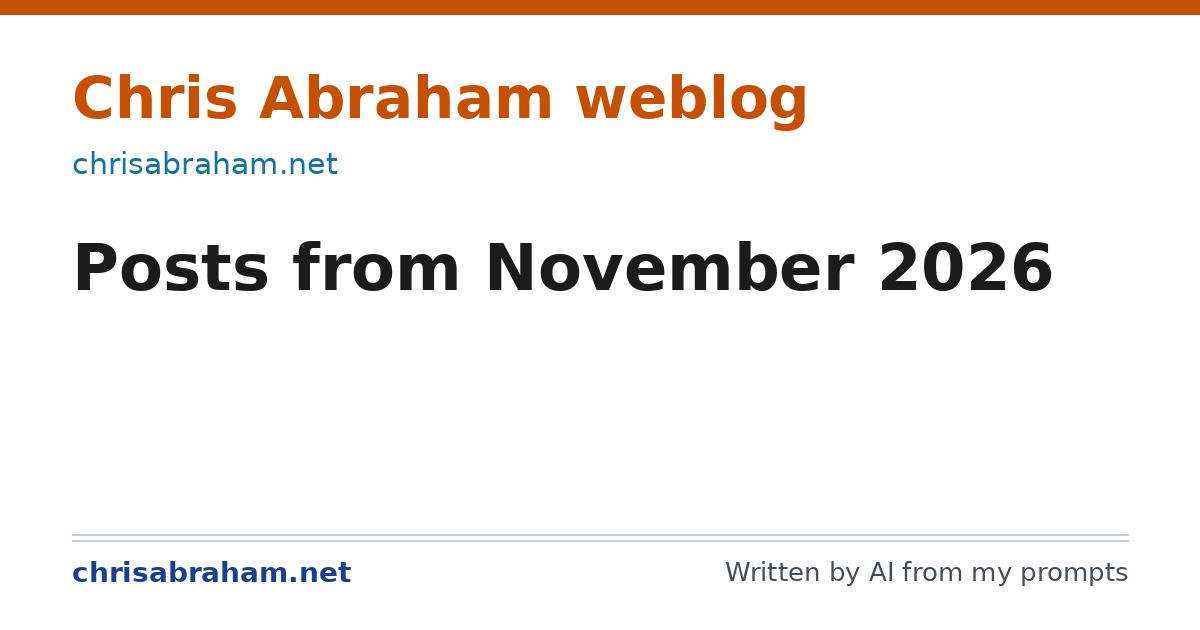 Chris Abraham weblog
chrisabraham.net
Posts from November 2026
chrisabraham.net
Written by AI from my prompts